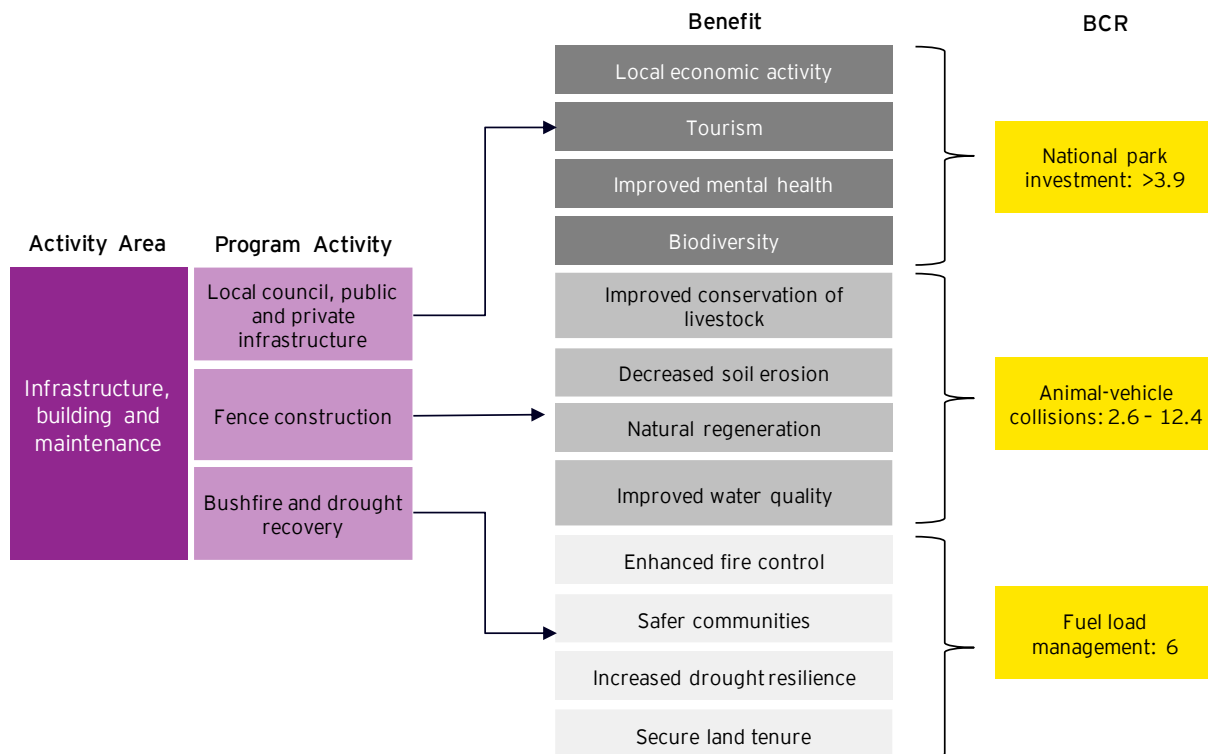 Benefit
BCR
Activity Area
Program Activity
Infrastructure,
building and
maintenance
Local council, public
and private
infrastructure
Fence construction
Bushfire and drought
recovery
Local economic activity
Tourism
Improved mental health
Biodiversity
Improved conservation of
livestock
Decreased soil erosion
Natural regeneration
Improved water quality
Enhanced fire control
Safer communities
Increased drought resilience
Secure land tenure
National park
investment: >3.9
Animal-vehicle
collisions: 2.6 – 12.4
Fuel load
management: 6